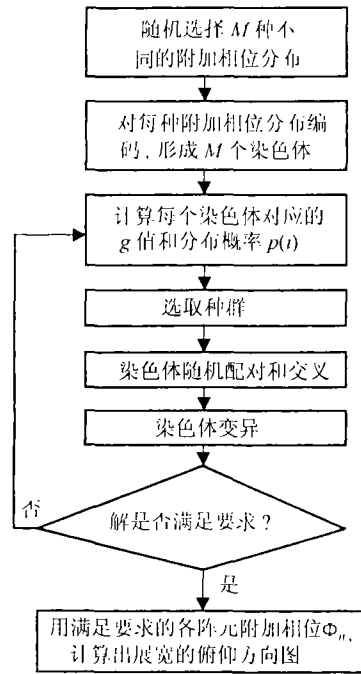 随机选择 M 种不
同的附加相位分布
对每种附加相位分布编
码，形成 M 个染色体
计算每个染色体对应的
g 值和分布概率 p(i)
选取种群
染色体随机配对和交叉
染色体变异
否
解是否满足要求？
是
用满足要求的各阵元附加相位Φₙ,
计算出展宽的俯仰方向图